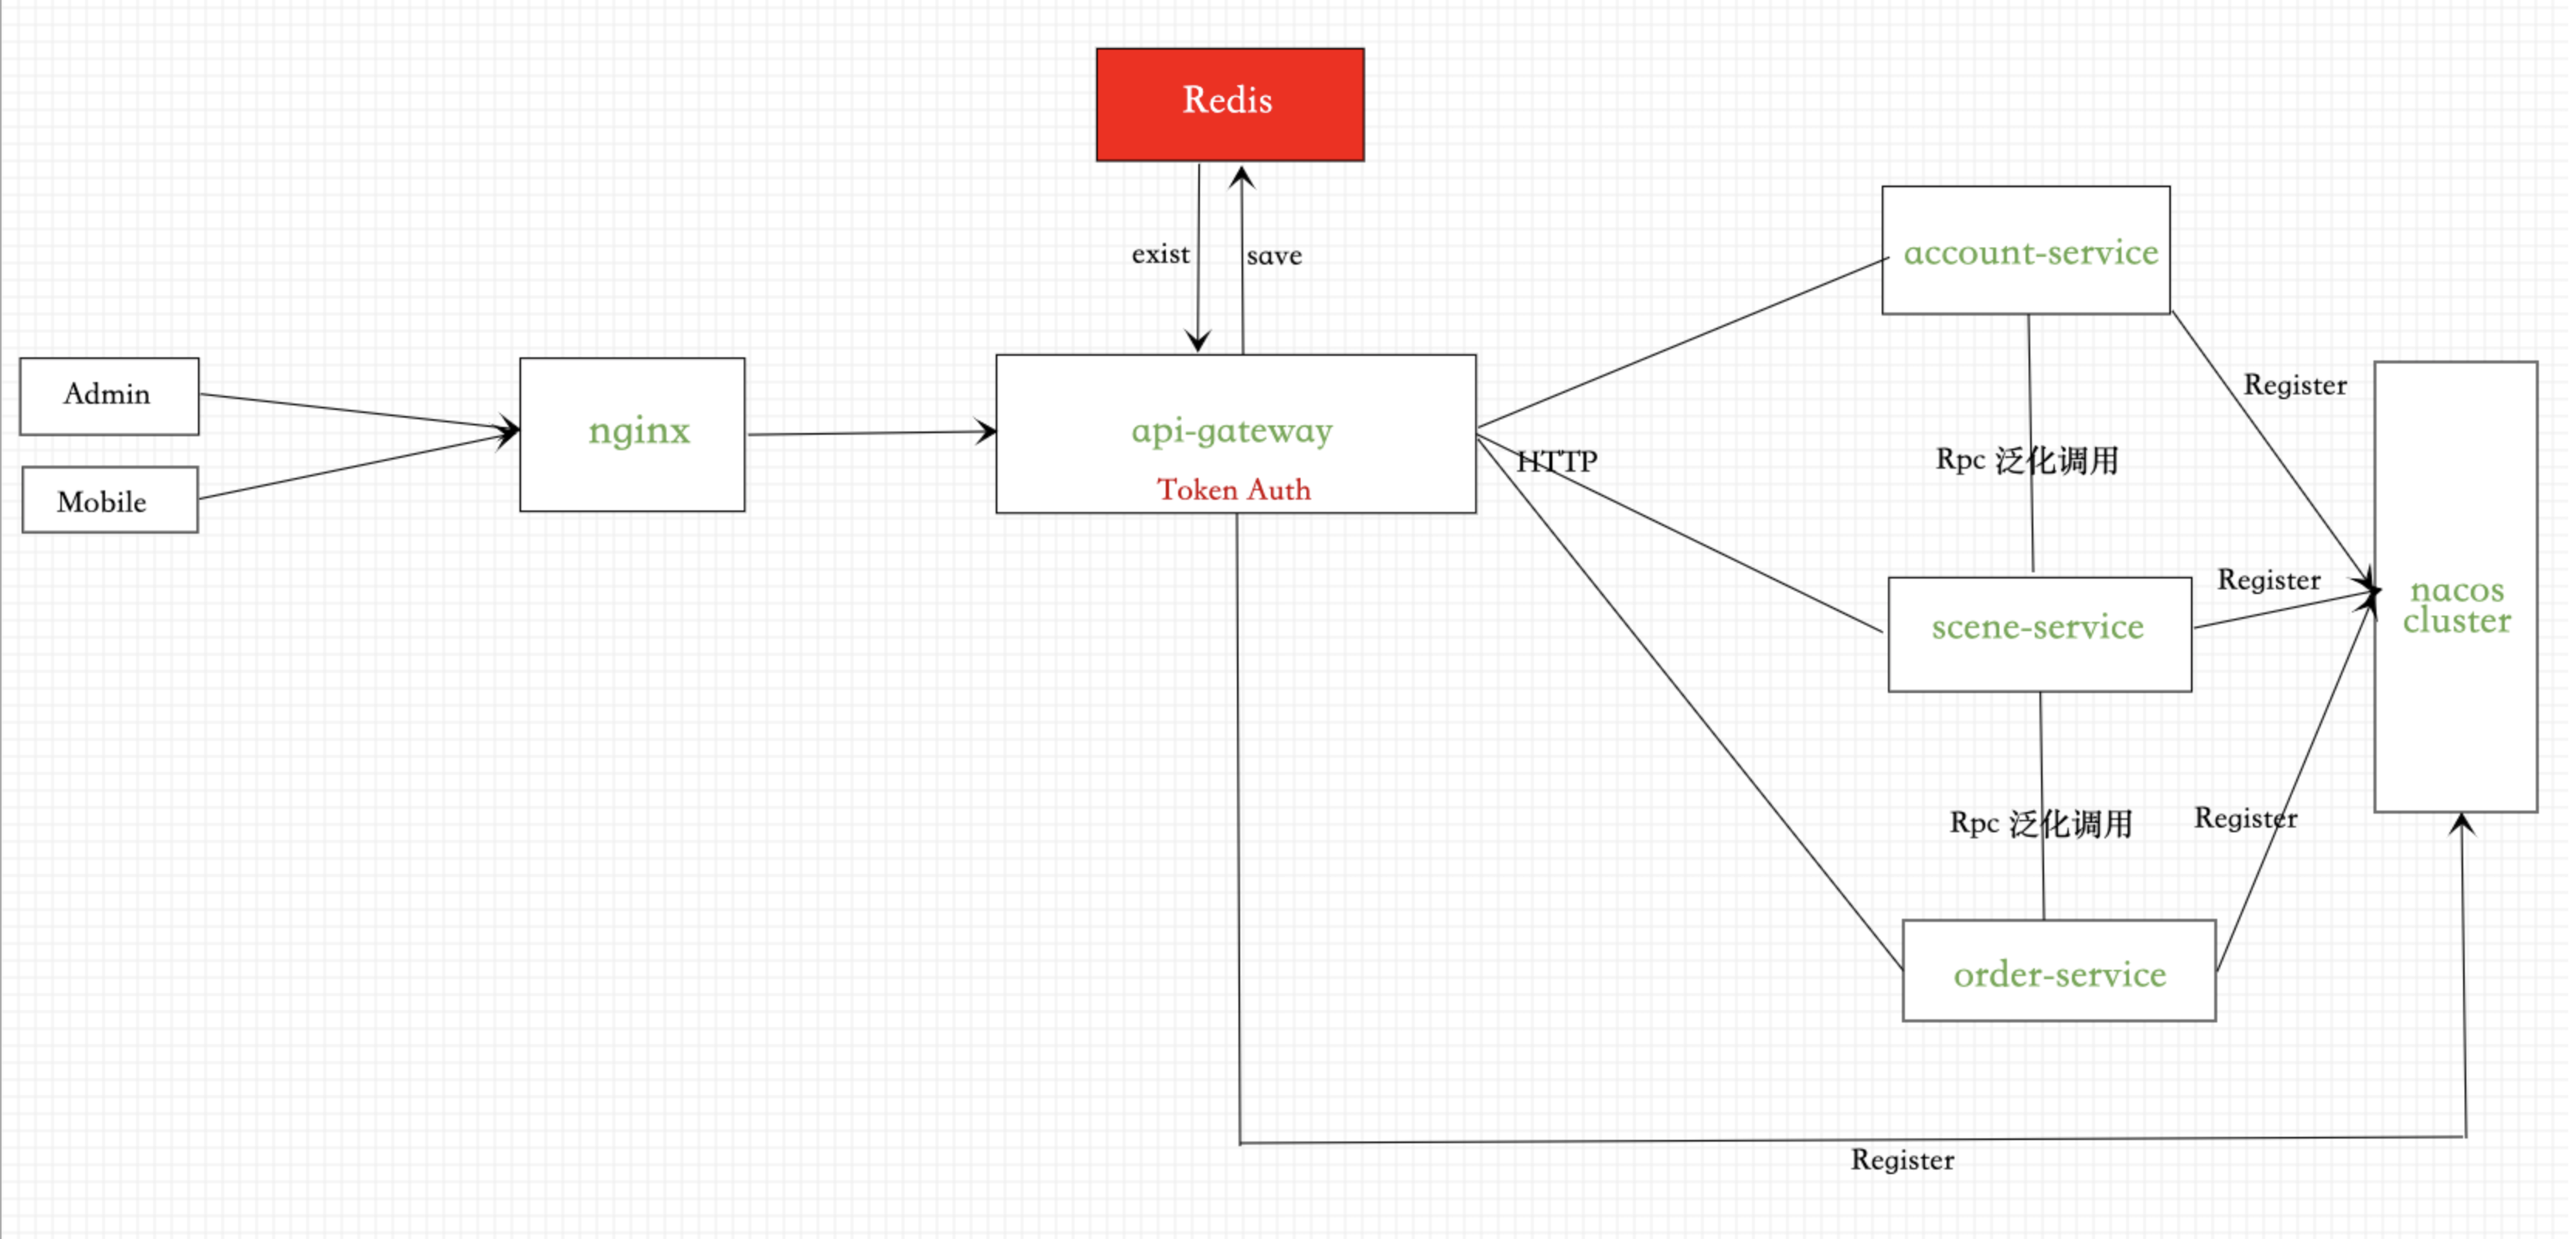 Redis
exist
save
account-service
Admin
nginx
api-gateway
Token Auth
HTTP
Mobile
Rpc 泛化调用
Register
Register
nacos
cluster
scene-service
Rpc 泛化调用
Register
order-service
Register